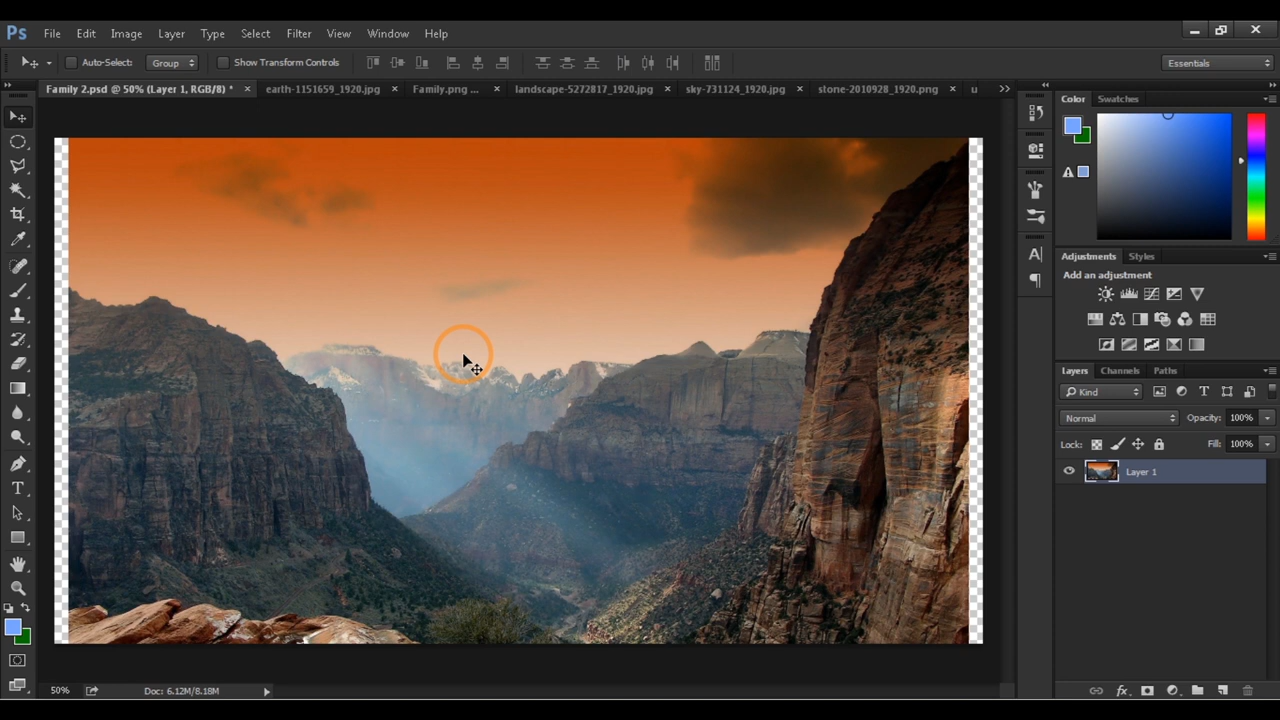 Ps File Edit Image Layer Type Select Filter View Window Help
Auto-Select: Group Show Transform Controls Essentials
Family 2.psd @ 50% (Layer 1, RGB/8) * earth-1151659_1920.jpg Family.png ... landscape-5272817_1920.jpg sky-731124_1920.jpg stone-2010928_1920.png u
Color Swatches
Adjustments Styles
Add an adjustment
Layers Channels Paths
Kind
Normal Opacity: 100%
Lock: Fill: 100%
Layer 1
50% Doc: 6.12M/8.18M